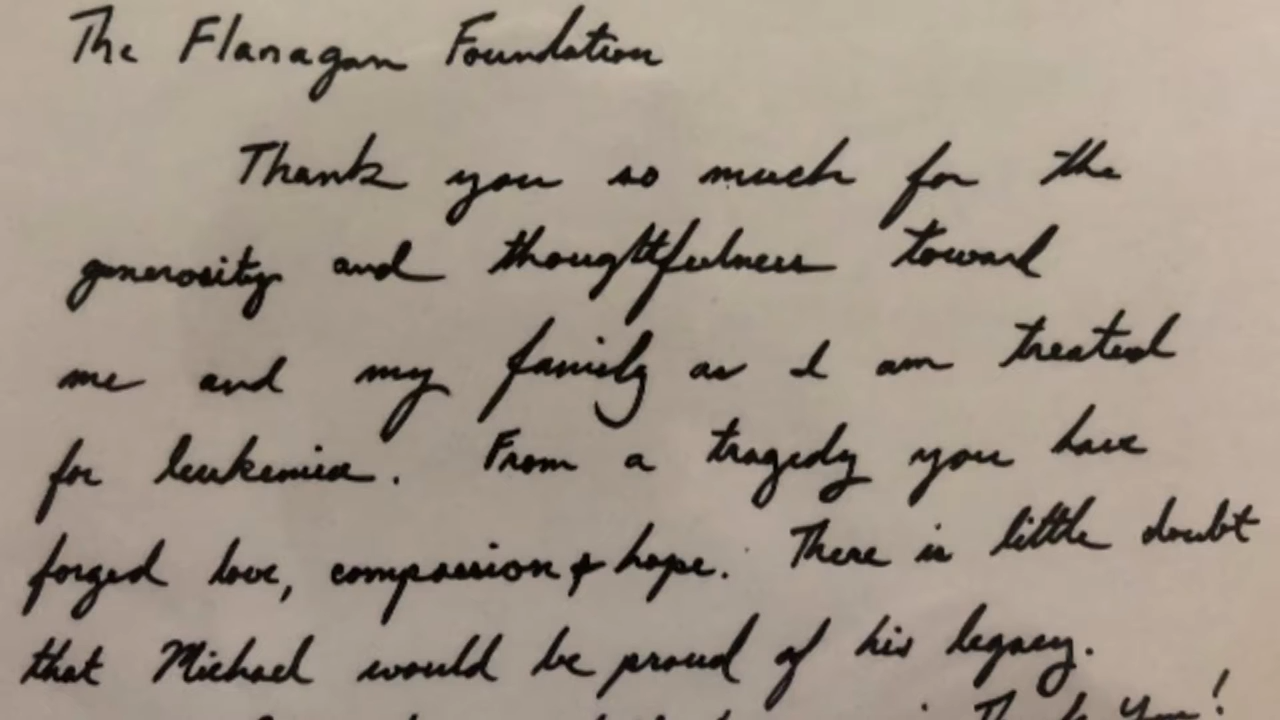 The Flanagan Foundation
Thank you so much for the
generosity and thoughtfulness toward
me and my family as I am treated
for leukemia. From a tragedy you have
forged love, compassion & hope. There is little doubt
that Michael would be proud of his legacy.
Thank You!